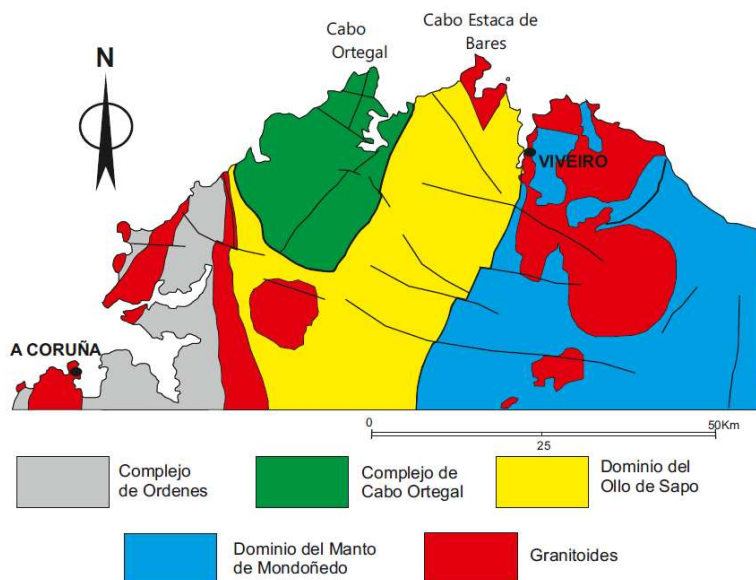 Cabo
Ortegal
Cabo Estaca de
Bares
N
VIVEIRO
A CORUÑA
0
50Km
25
Complejo
de Ordenes
Complejo de
Cabo Ortegal
Dominio del
Ollo de Sapo
Dominio del Manto
de Mondoñedo
Granitoides